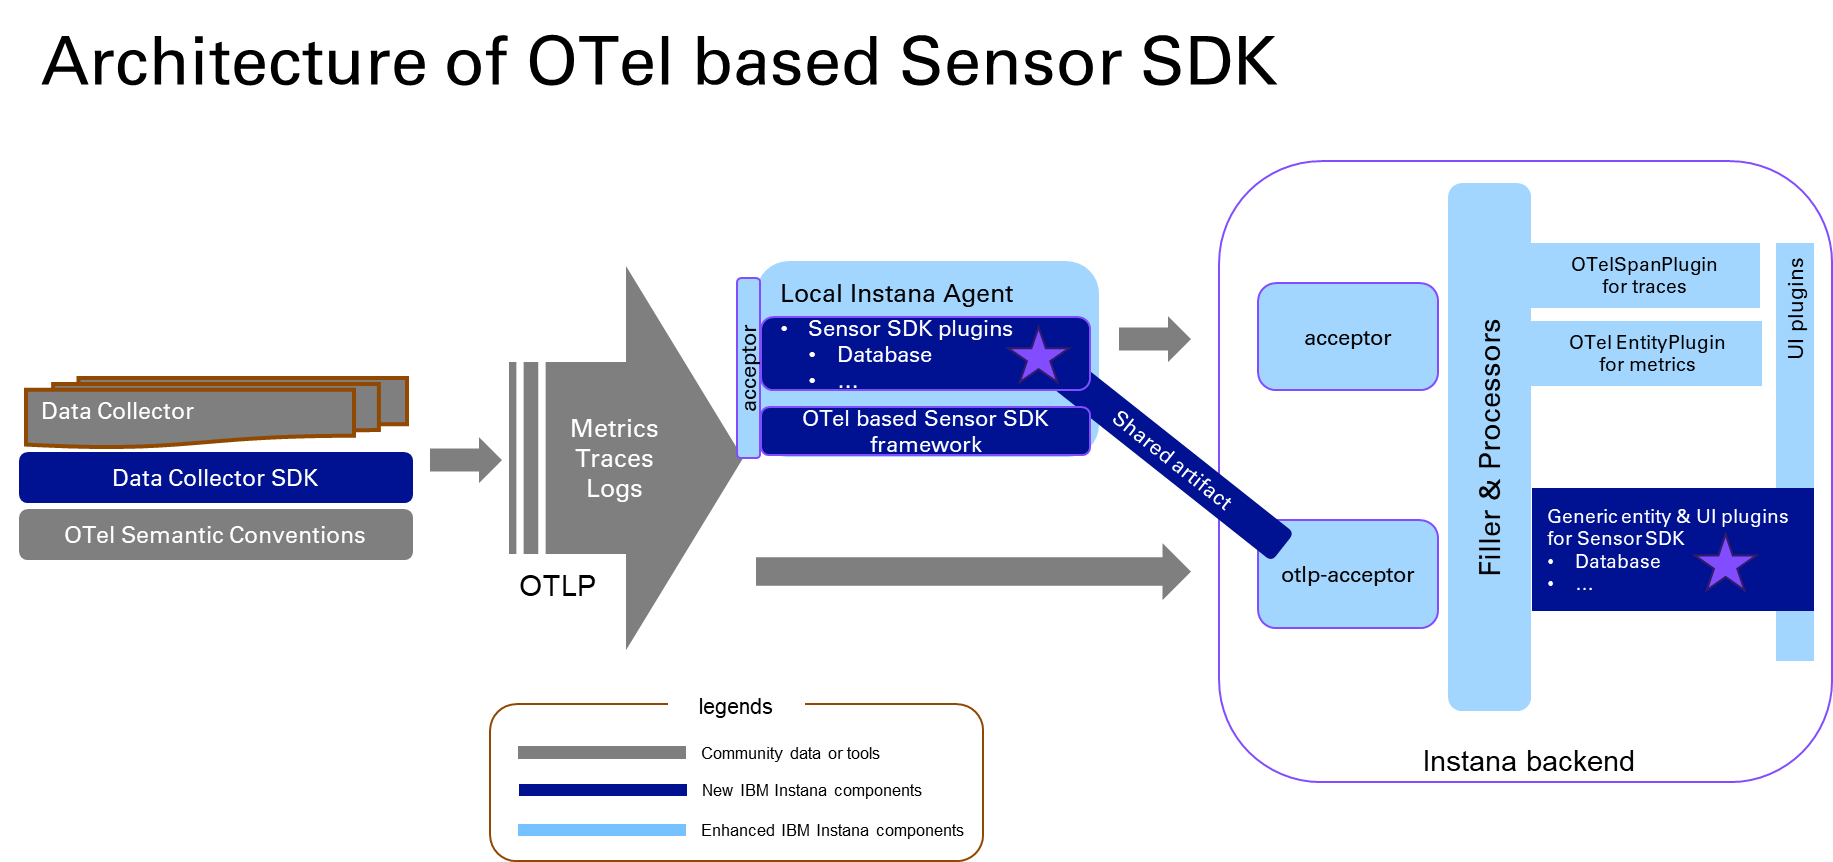 Architecture of OTel based Sensor SDK
Data Collector
Data Collector SDK
OTel Semantic Conventions
Metrics
Traces
Logs
OTLP
acceptor
Local Instana Agent
• Sensor SDK plugins
• Database
• ...
OTel based Sensor SDK
framework
Shared artifact
acceptor
otlp-acceptor
Filler & Processors
OTelSpanPlugin
for traces
OTel EntityPlugin
for metrics
UI plugins
Generic entity & UI plugins
for Sensor SDK
• Database
• ...
Instana backend
legends
Community data or tools
New IBM Instana components
Enhanced IBM Instana components